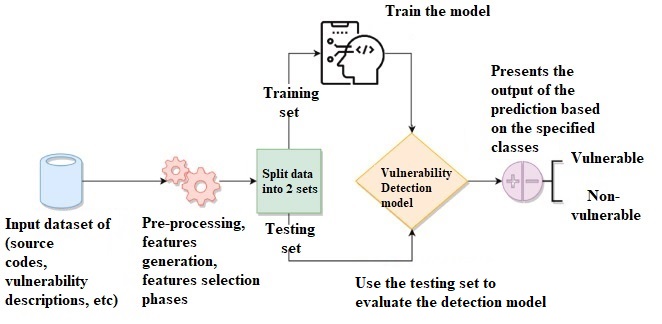 Train the model
Training
set
Presents the
output of the
prediction based
on the specified
classes
Vulnerable
Non-
vulnerable
Split data
into 2 sets
Vulnerability
Detection
model
Input dataset of
(source
codes,
vulnerability
descriptions, etc)
Pre-processing,
features
generation,
features selection
phases
Testing
set
Use the testing set to
evaluate the detection model